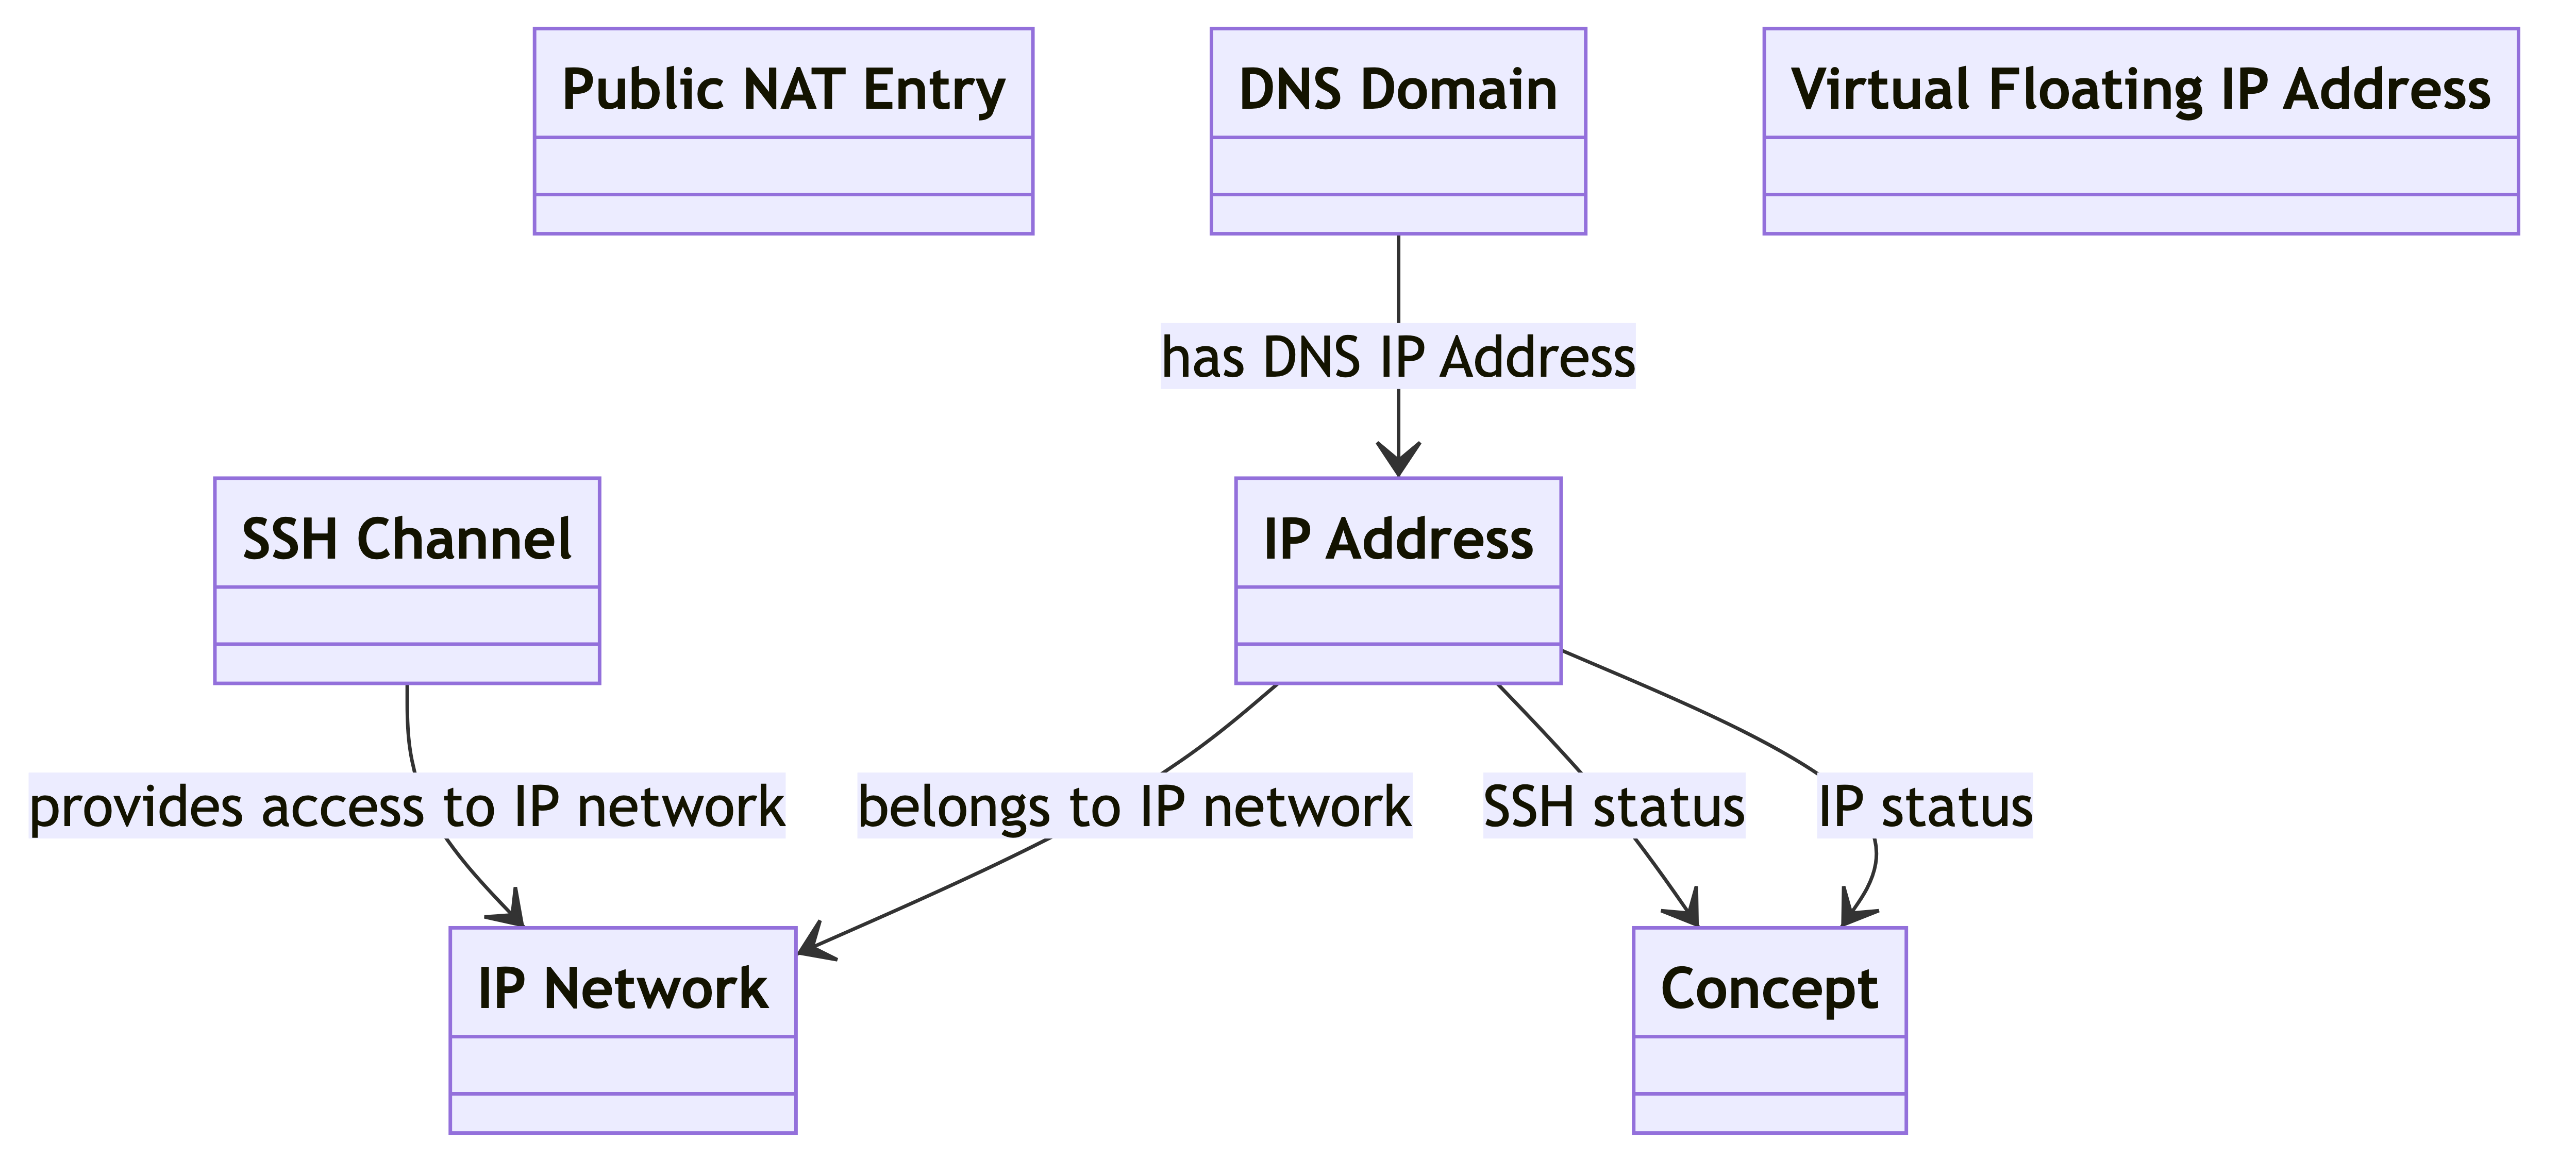 Public NAT Entry
DNS Domain
Virtual Floating IP Address
has DNS IP Address
SSH Channel
IP Address
provides access to IP network
belongs to IP network
SSH status
IP status
IP Network
Concept